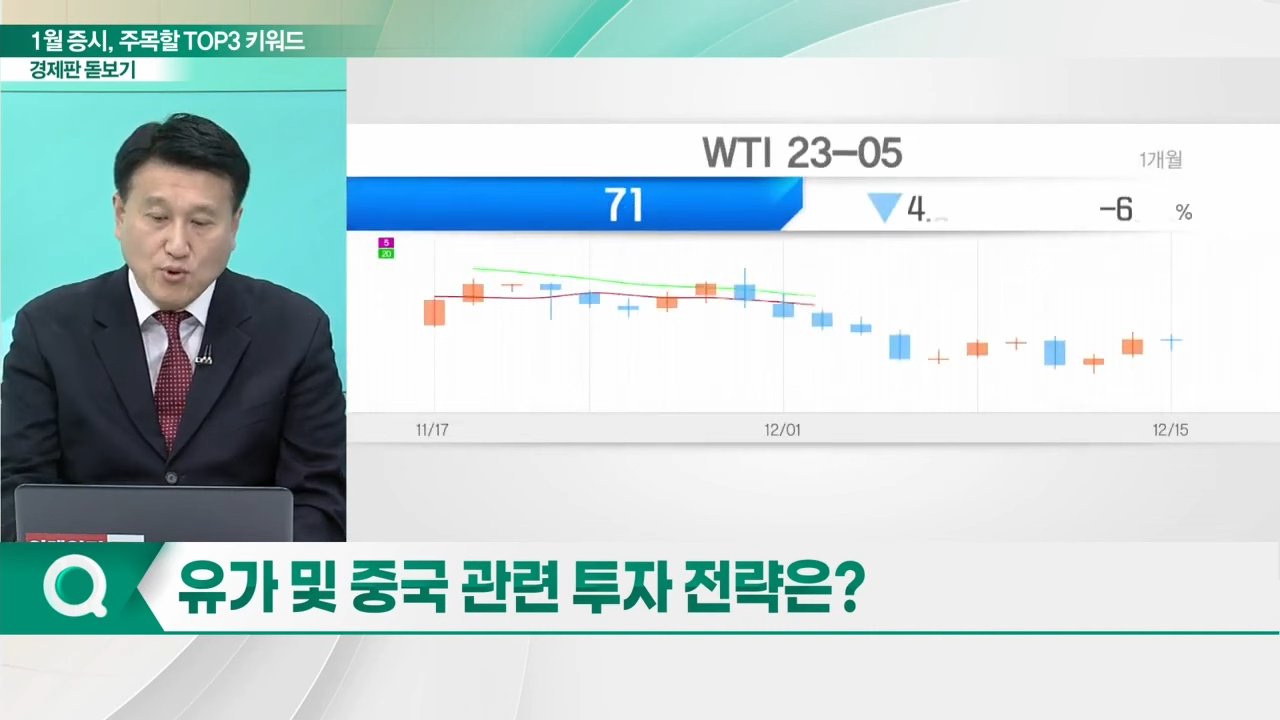 1월 증시, 주목할 TOP3 키워드
경제판 돋보기
WTI 23-05
1개월
71
▼4.
-6 %
5
20
11/17
12/01
12/15
Q
유가 및 중국 관련 투자 전략은?